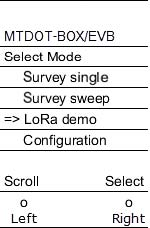 MTDOT-BOX/EVB
Select Mode
Survey single
Survey sweep
=> LoRa demo
Configuration
Scroll Select
o o
Left Right